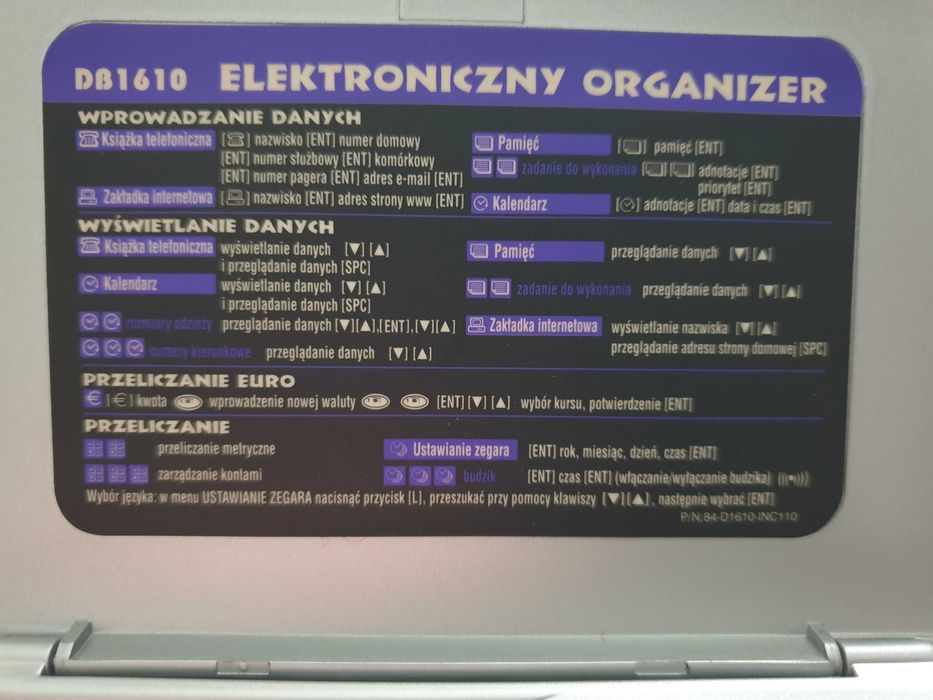 DB1610 ELEKTRONICZNY ORGANIZER
WPROWADZANIE DANYCH
Książka telefoniczna [☎] nazwisko [ENT] numer domowy
[ENT] numer służbowy [ENT] komórkowy
[ENT] numer pagera [ENT] adres e-mail [ENT]
Zakładka internetowa [ ] nazwisko [ENT] adres strony www [ENT]
Pamięć [ ] pamięć [ENT]
zadanie do wykonania [ ][ ] adnotacje [ENT]
priorytet [ENT]
Kalendarz [ ] adnotacje [ENT] data i czas [ENT]
WYŚWIETLANIE DANYCH
Książka telefoniczna wyświetlanie danych [▼] [▲]
i przeglądanie danych [SPC]
Kalendarz wyświetlanie danych [▼] [▲]
i przeglądanie danych [SPC]
rozmiary odzieży przeglądanie danych [▼][▲],[ENT],[▼][▲]
numery kierunkowe przeglądanie danych [▼] [▲]
Pamięć przeglądanie danych [▼] [▲]
zadanie do wykonania przeglądanie danych [▼] [▲]
Zakładka internetowa wyświetlanie nazwiska [▼] [▲]
przeglądanie adresu strony domowej [SPC]
PRZELICZANIE EURO
€ [€] kwota wprowadzenie nowej waluty [ENT] [▼] [▲] wybór kursu, potwierdzenie [ENT]
PRZELICZANIE
przeliczanie metryczne
zarządzanie kontami
Ustawianie zegara [ENT] rok, miesiąc, dzień, czas [ENT]
budzik [ENT] czas [ENT] (włączanie/wyłączanie budzika) ((•))
Wybór języka: w menu USTAWIANIE ZEGARA nacisnąć przycisk [L], przeszukać przy pomocy klawiszy [▼][▲], następnie wybrać [ENT]
P/N:84-D1610-INC110